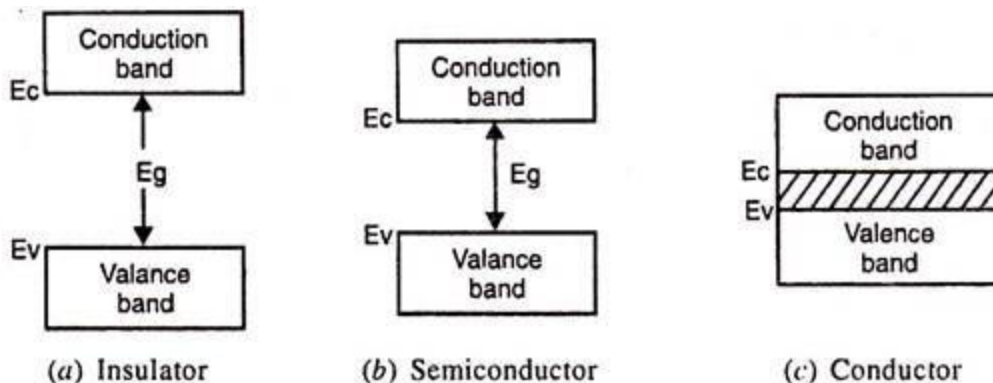 Conduction
band
Ec
Eg
Ev
Valance
band
(a) Insulator
Conduction
band
Ec
Eg
Ev
Valance
band
(b) Semiconductor
Conduction
band
Ec
Ev
Valence
band
(c) Conductor